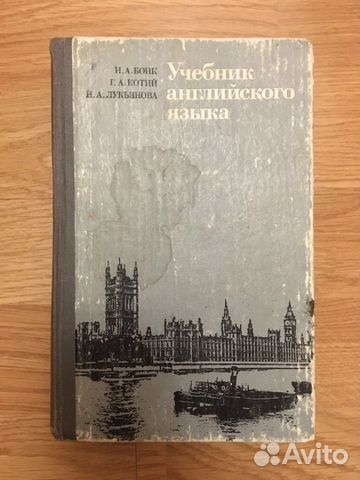 Н.А.БОНК
Г.А.КОТИЙ
Н.А.ЛУКЬЯНОВА
Учебник
английского
языка
Avito